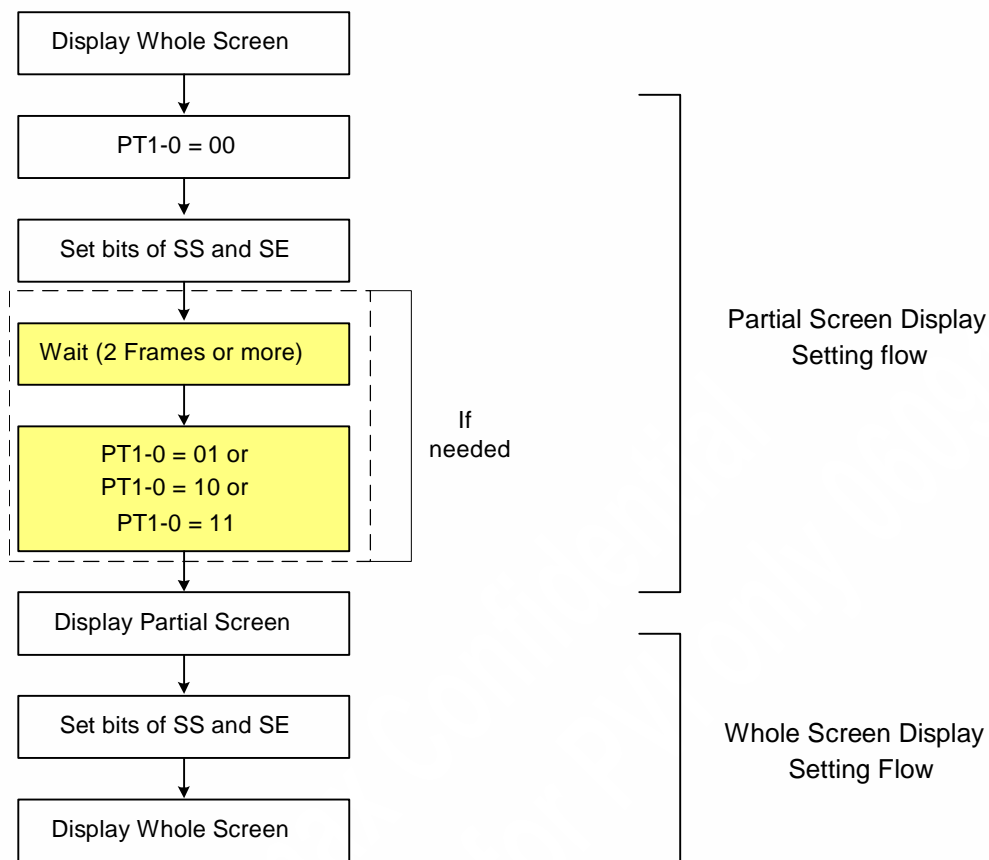 Display Whole Screen
PT1-0 = 00
Set bits of SS and SE
Wait (2 Frames or more)
PT1-0 = 01 or
PT1-0 = 10 or
PT1-0 = 11
If
needed
Display Partial Screen
Set bits of SS and SE
Display Whole Screen
Partial Screen Display
Setting flow
Whole Screen Display
Setting Flow